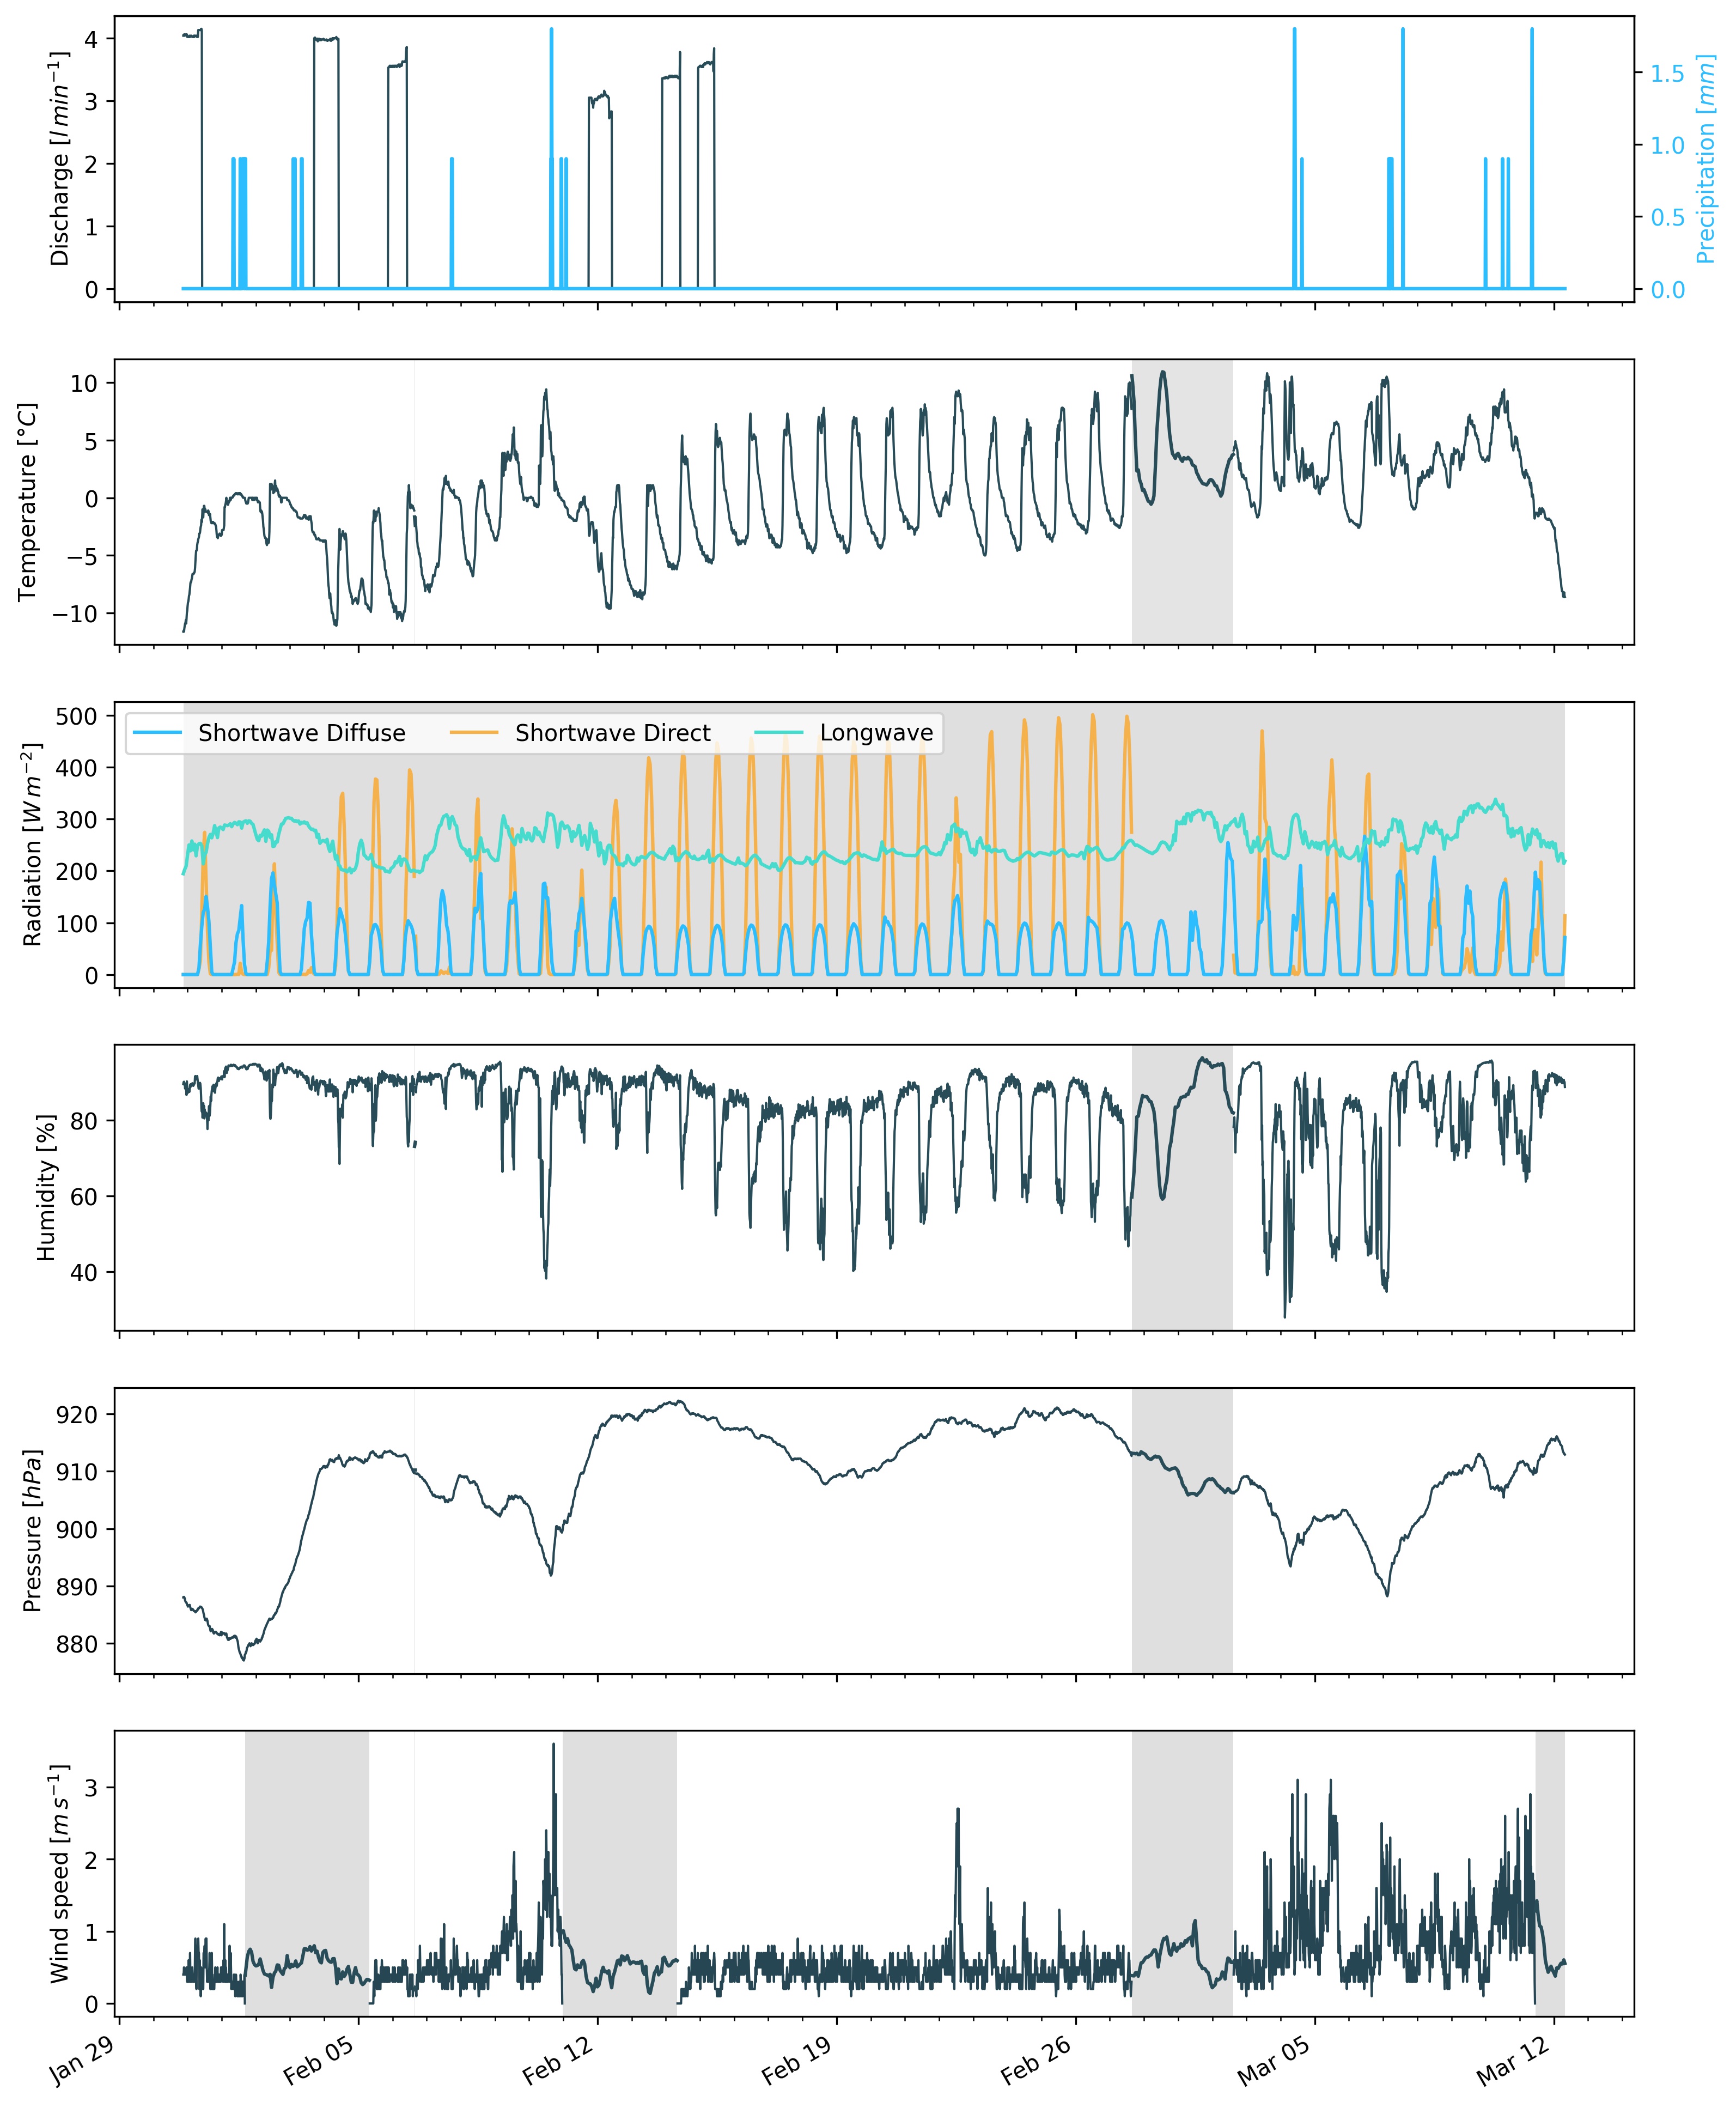 Discharge [l min⁻¹]
4
3
2
1
0
1.5
1.0
0.5
0.0
Precipitation [mm]
Temperature [°C]
10
5
0
−5
−10
Radiation [W m⁻²]
500
400
300
200
100
0
Shortwave Diffuse
Shortwave Direct
Longwave
Humidity [%]
80
60
40
Pressure [hPa]
920
910
900
890
880
Wind speed [m s⁻¹]
3
2
1
0
Jan 29
Feb 05
Feb 12
Feb 19
Feb 26
Mar 05
Mar 12